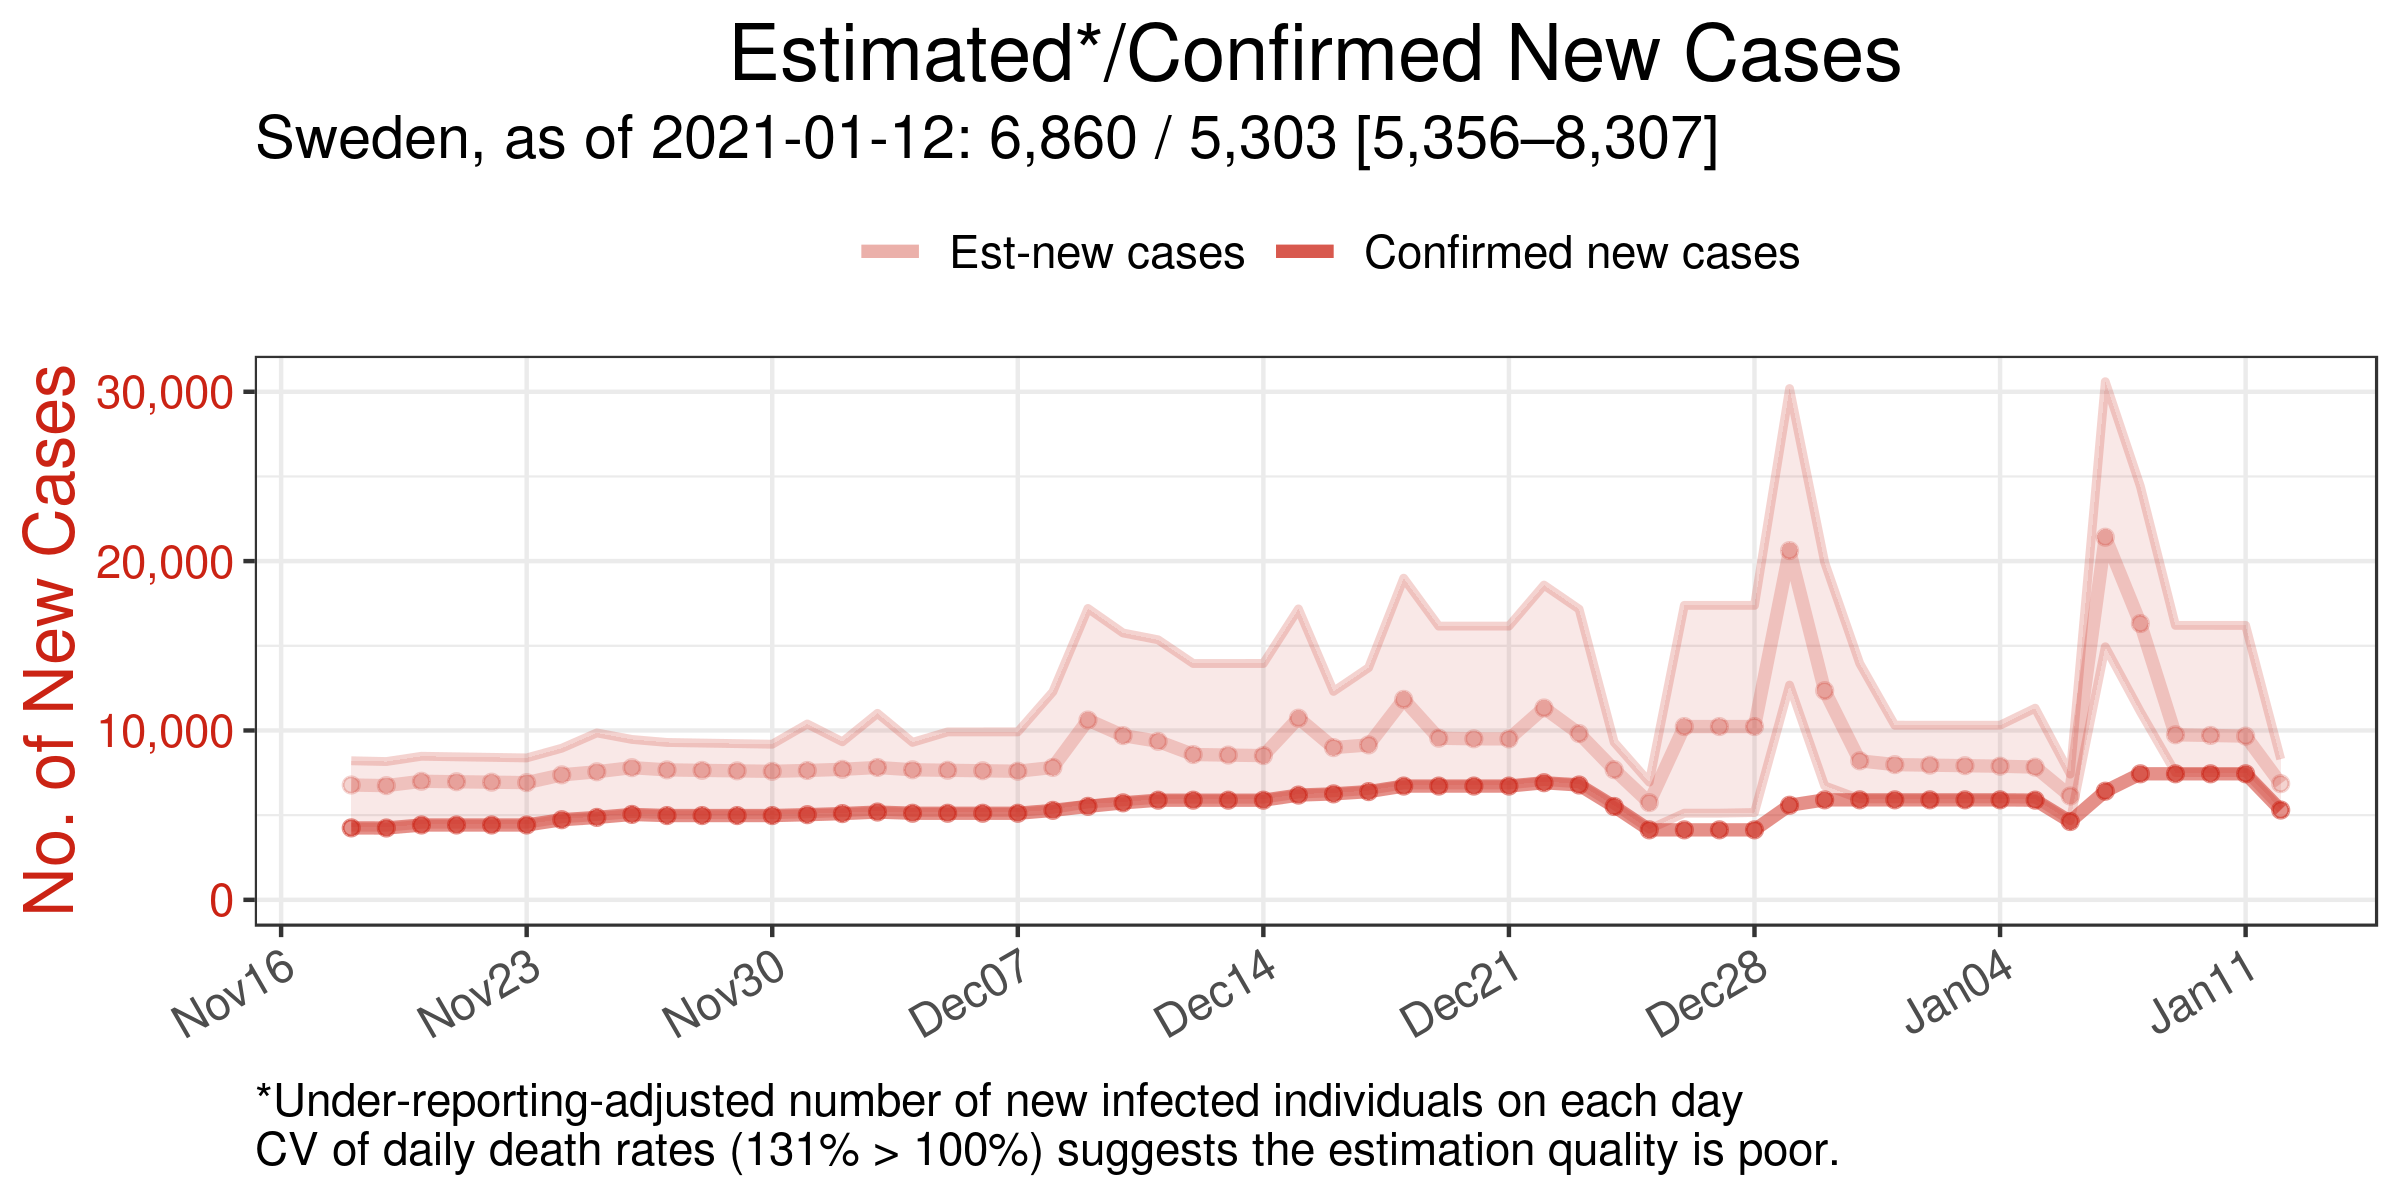 Estimated*/Confirmed New Cases
Sweden, as of 2021-01-12: 6,860 / 5,303 [5,356–8,307]
Est-new cases
Confirmed new cases
No. of New Cases
30,000
20,000
10,000
0
Nov16
Nov23
Nov30
Dec07
Dec14
Dec21
Dec28
Jan04
Jan11
*Under-reporting-adjusted number of new infected individuals on each day
CV of daily death rates (131% > 100%) suggests the estimation quality is poor.